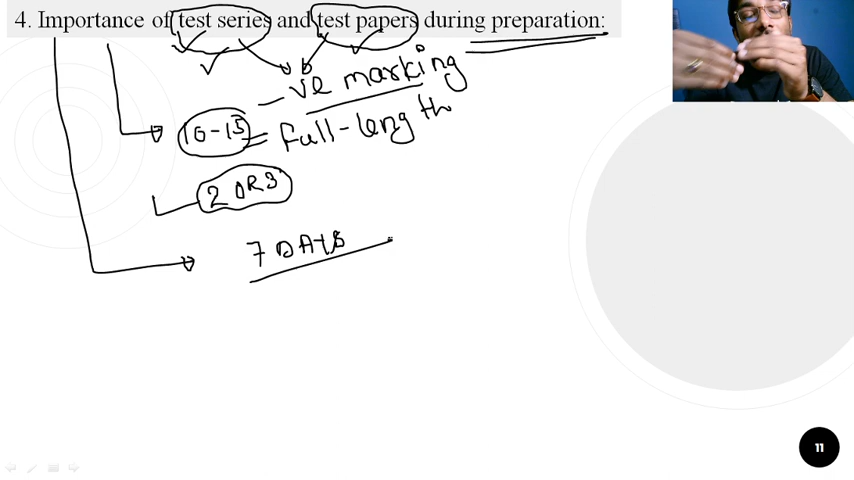 4. Importance of test series and test papers during preparation:
-ve marking
10-15 = full-length
2 OR 3
7 DAYS
11